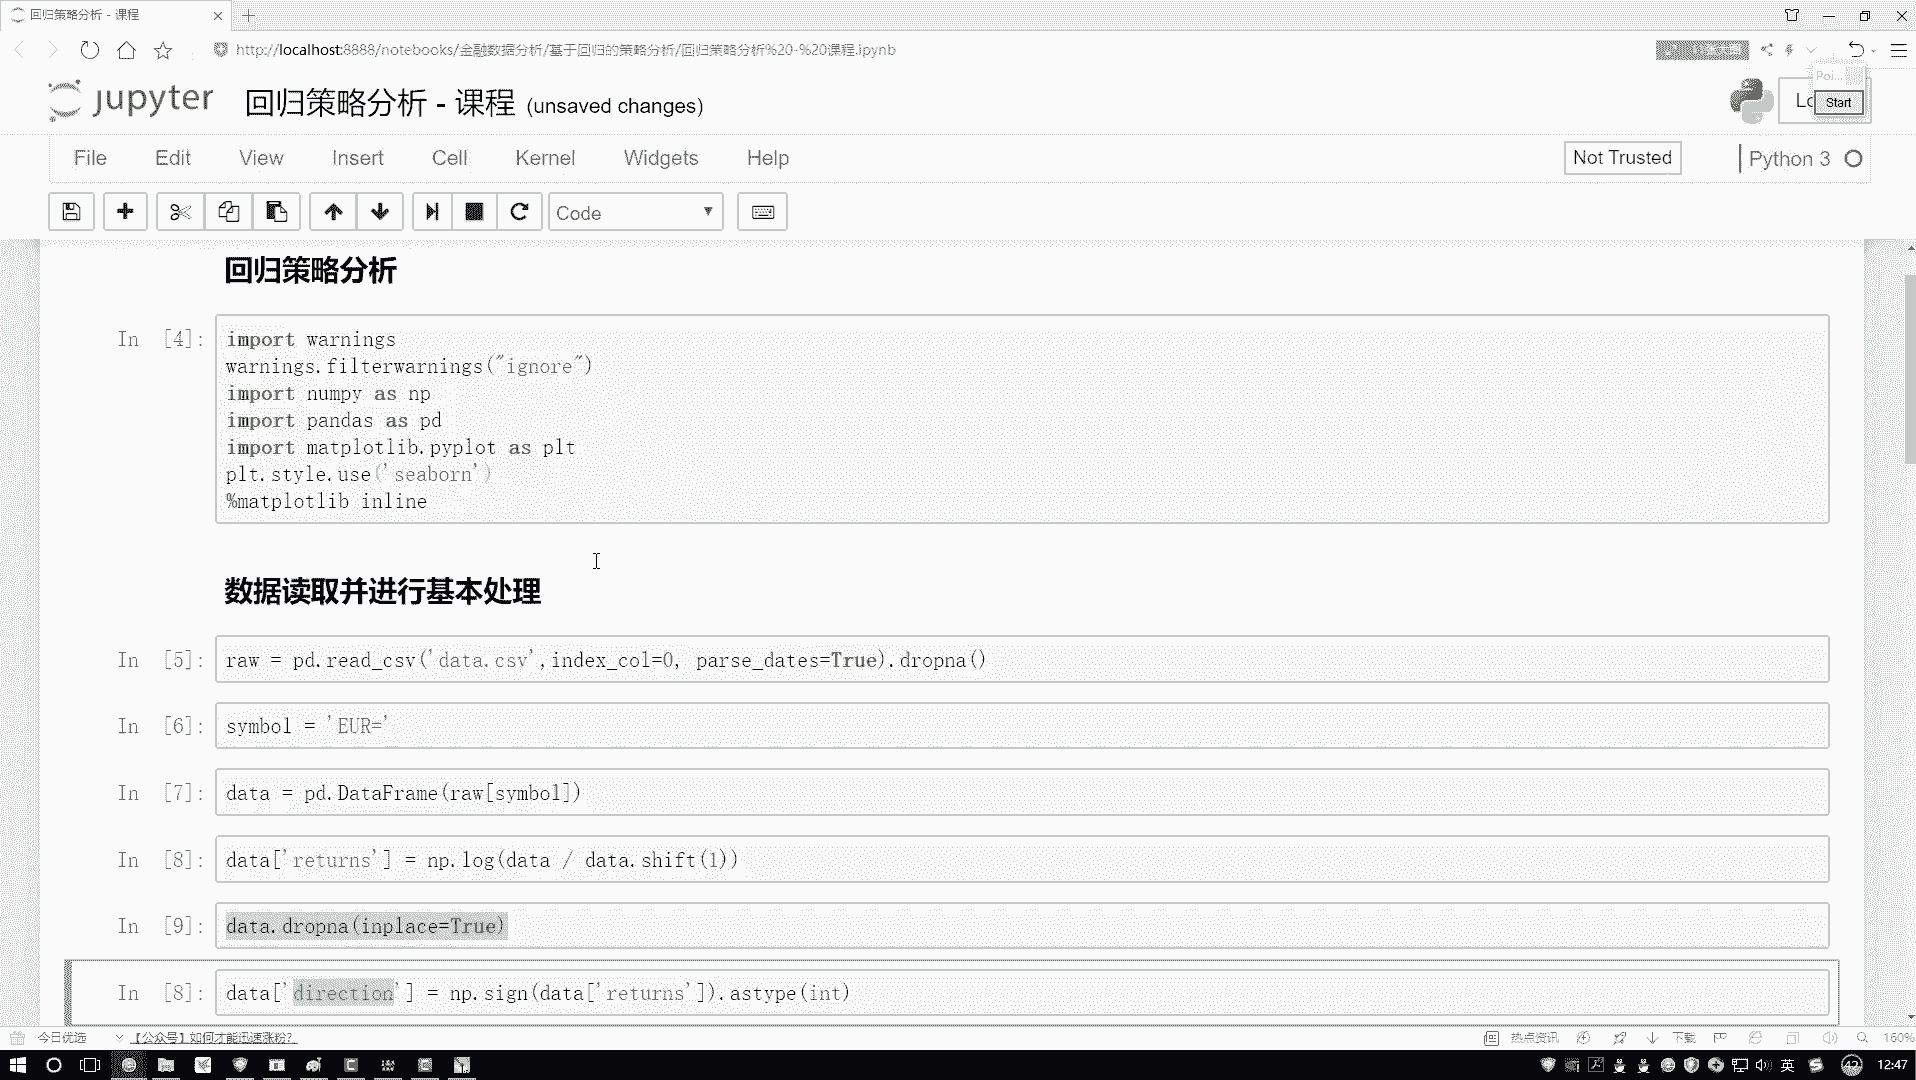 回归策略分析 - 课程
http://localhost:8888/notebooks/金融数据分析/基于回归的策略分析/回归策略分析%20-%20课程.ipynb
Poi...
jupyter 回归策略分析 - 课程 (unsaved changes)
Lo
Start
File Edit View Insert Cell Kernel Widgets Help
Not Trusted
Python 3
Code
回归策略分析
In [4]:
import warnings
warnings.filterwarnings("ignore")
import numpy as np
import pandas as pd
import matplotlib.pyplot as plt
plt.style.use('seaborn')
%matplotlib inline
数据读取并进行基本处理
In [5]: raw = pd.read_csv('data.csv',index_col=0, parse_dates=True).dropna()
In [6]: symbol = 'EUR='
In [7]: data = pd.DataFrame(raw[symbol])
In [8]: data['returns'] = np.log(data / data.shift(1))
In [9]: data.dropna(inplace=True)
In [8]: data['direction'] = np.sign(data['returns']).astype(int)
今日优选
【公众号】如何才能迅速涨粉?
热点资讯
下载
160%
英
42
12:47